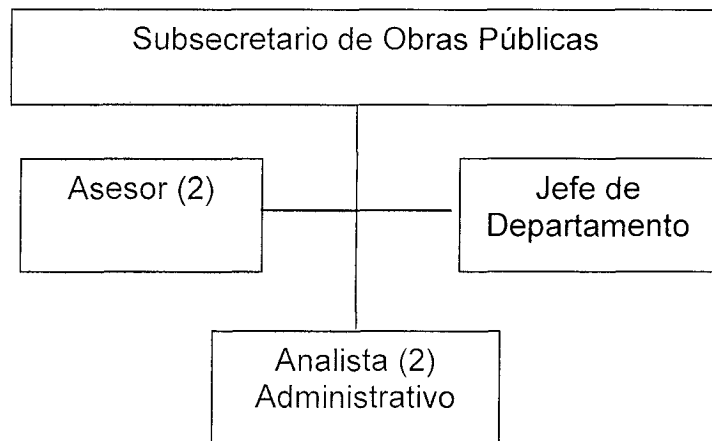 Subsecretario de Obras Públicas
Asesor (2)
Jefe de
Departamento
Analista (2)
Administrativo